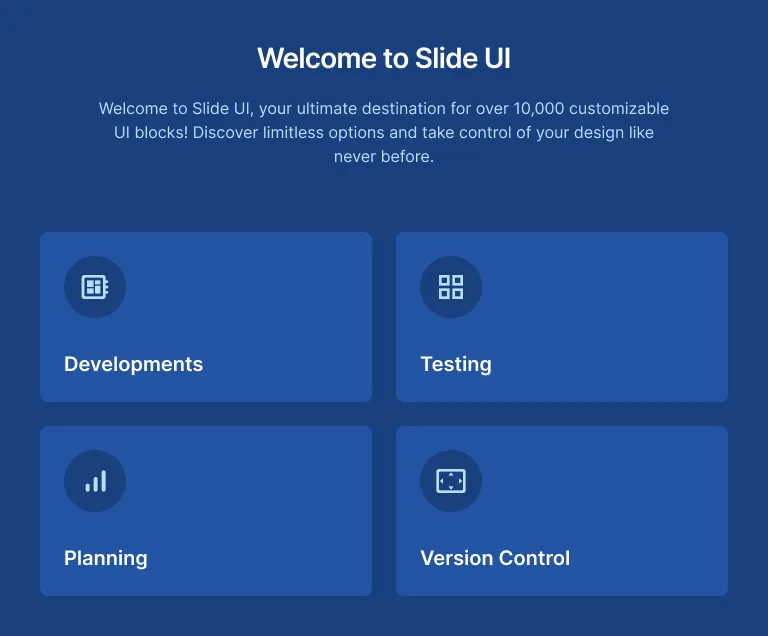 Welcome to Slide UI
Welcome to Slide UI, your ultimate destination for over 10,000 customizable
UI blocks! Discover limitless options and take control of your design like
never before.
Developments
Testing
Planning
Version Control